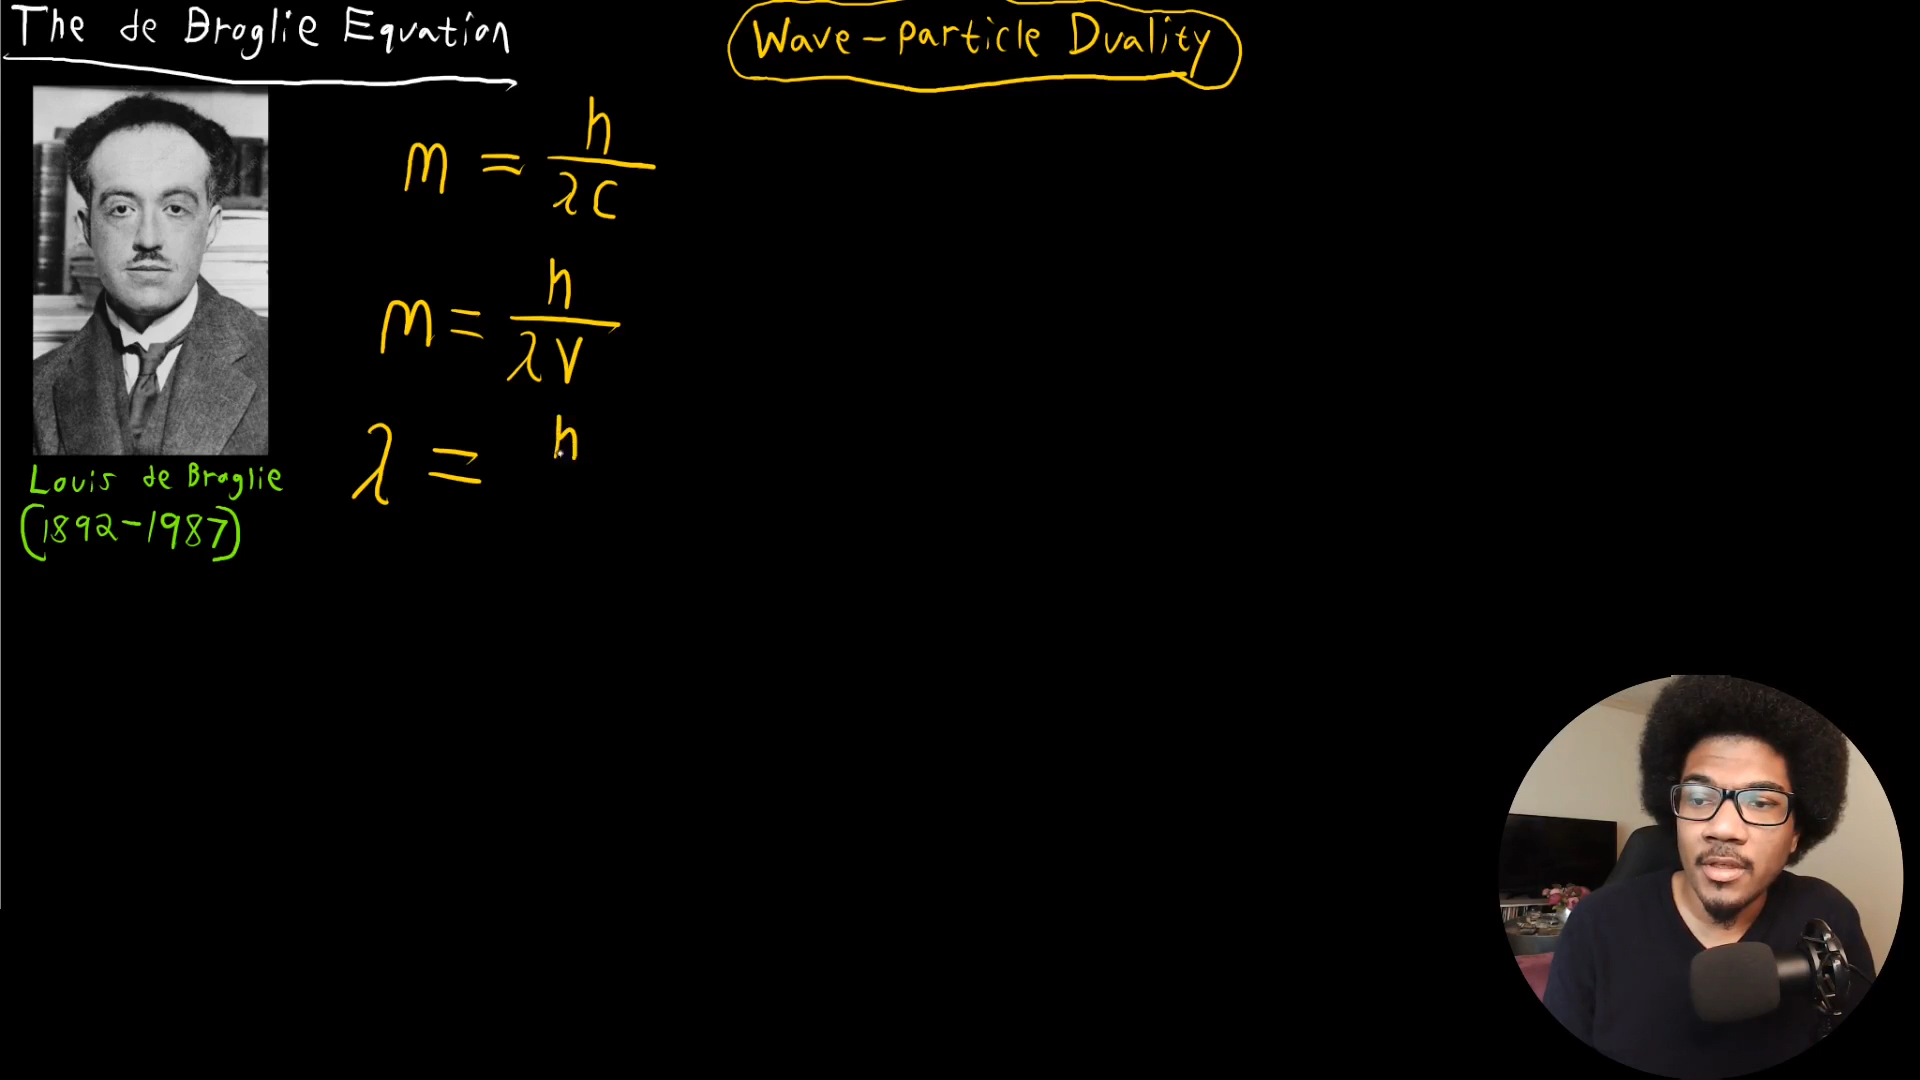 The de Broglie Equation
Wave-particle Duality
m = h / λc
m = h / λv
λ = h
Louis de Broglie
(1892-1987)